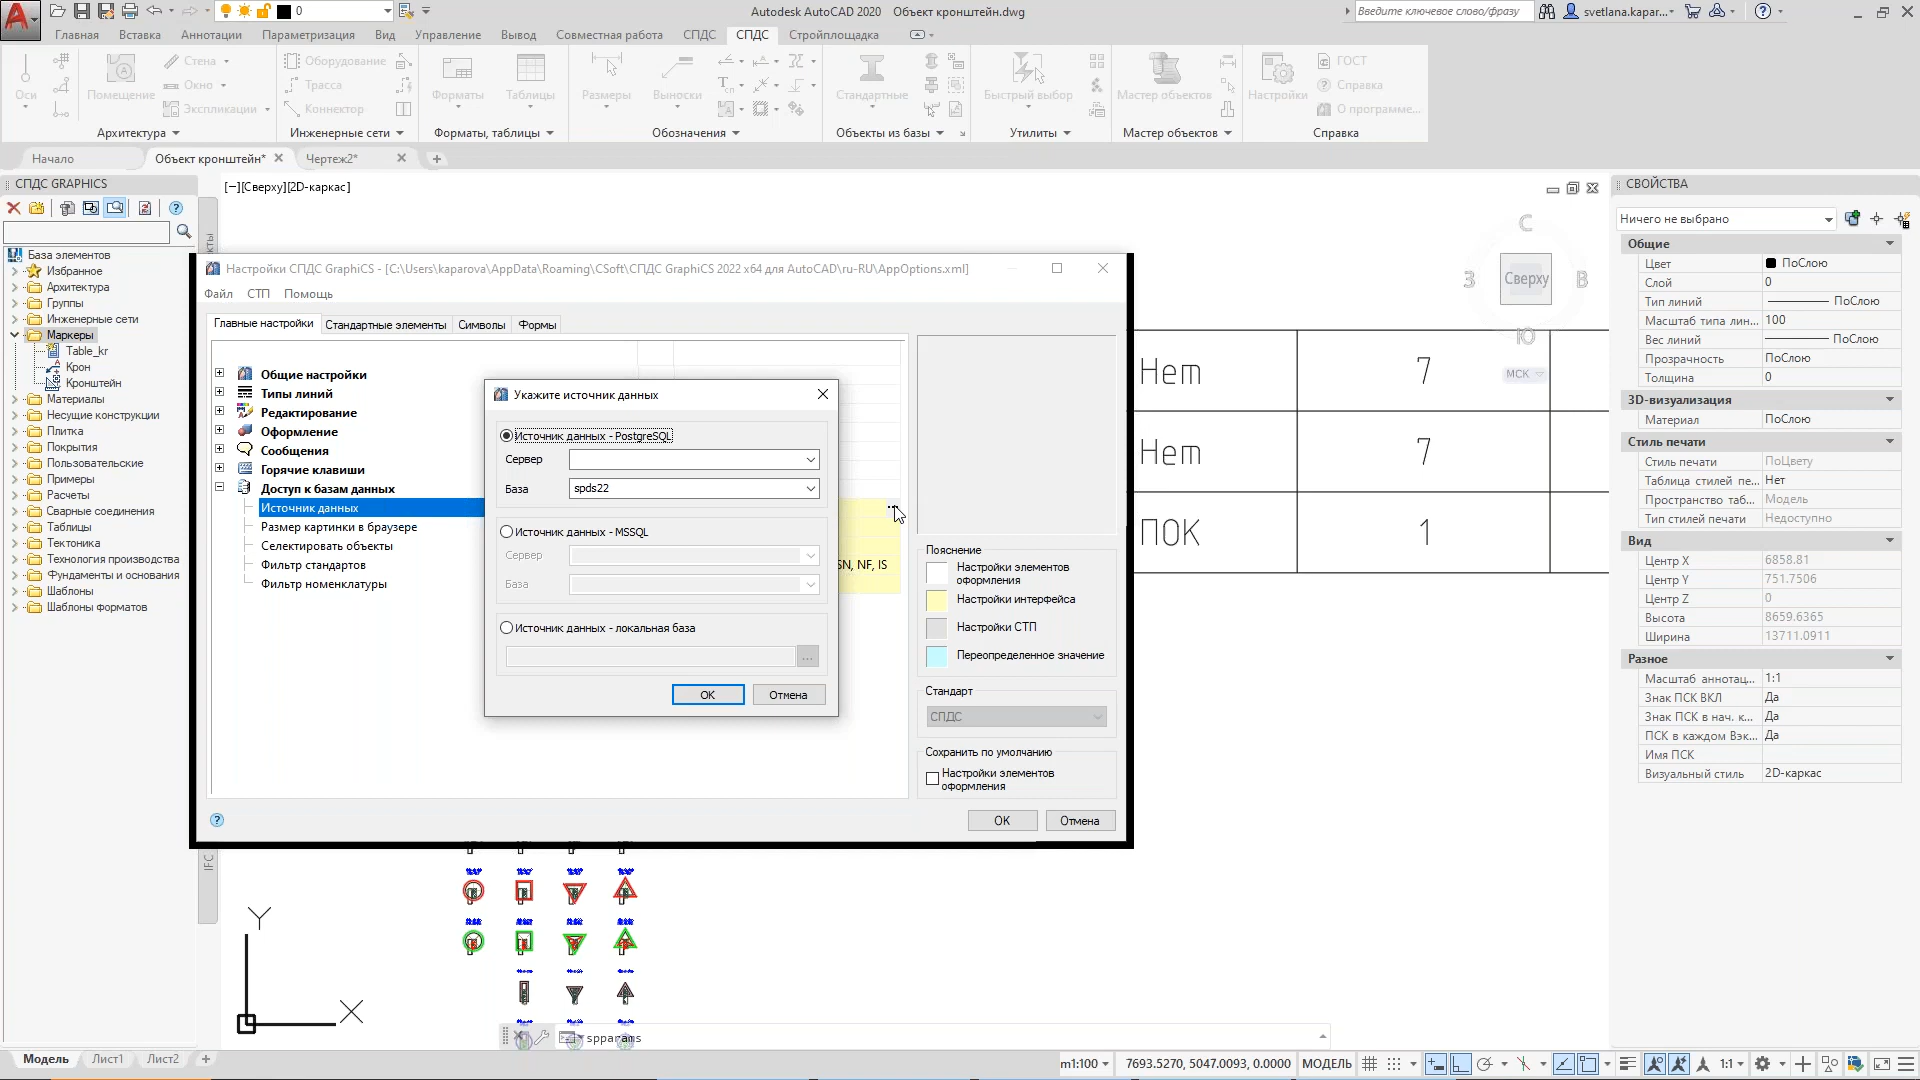 0
Autodesk AutoCAD 2020 Объект кронштейн.dwg
Введите ключевое слово/фразу
svetlana.kapar...
Главная Вставка Аннотации Параметризация Вид Управление Вывод Совместная работа СПДС СПДС Стройплощадка
Оси Помещение Стена Окно Экспликации
Оборудование Трасса Коннектор
Форматы Таблицы Размеры Выноски Стандартные Быстрый выбор Мастер объектов Настройки
ГОСТ
Справка
О программе...
Архитектура Инженерные сети Форматы, таблицы Обозначения Объекты из базы Утилиты Мастер объектов Справка
Начало Объект кронштейн* Чертеж2*
СПДС GRAPHICS
[−][Сверху][2D-каркас]
База элементов
Избранное
Архитектура
Группы
Инженерные сети
Маркеры
Table_kr
Крон
Кронштейн
Материалы
Несущие конструкции
Плитка
Покрытия
Пользовательские
Примеры
Расчеты
Сварные соединения
Таблицы
Тектоника
Технология производства
Фундаменты и основания
Шаблоны
Шаблоны форматов
IFC
Настройки СПДС GraphiCS - [C:\Users\kaparova\AppData\Roaming\CSoft\СПДС GraphiCS 2022 x64 для AutoCAD\ru-RU\AppOptions.xml]
Файл СТП Помощь
Главные настройки Стандартные элементы Символы Формы
Общие настройки
Типы линий
Редактирование
Оформление
Сообщения
Горячие клавиши
Доступ к базам данных
Источник данных
Размер картинки в браузере
Селектировать объекты
Фильтр стандартов
Фильтр номенклатуры
SN, NF, IS
Укажите источник данных
Источник данных - PostgreSQL
Сервер
База spds22
Источник данных - MSSQL
Сервер
База
Источник данных - локальная база
...
OK Отмена
Пояснение
Настройки элементов
оформления
Настройки интерфейса
Настройки СТП
Переопределенное значение
Стандарт
СПДС
Сохранить по умолчанию
Настройки элементов
оформления
OK Отмена
Нет 7
Нет 7
ПОК 1
С
З Сверху В
Ю
МСК
СВОЙСТВА
Ничего не выбрано
Общие
Цвет ПоСлою
Слой 0
Тип линий ПоСлою
Масштаб типа лин... 100
Вес линий ПоСлою
Прозрачность ПоСлою
Толщина 0
3D-визуализация
Материал ПоСлою
Стиль печати
Стиль печати ПоЦвету
Таблица стилей пе... Нет
Пространство таб... Модель
Тип стилей печати Недоступно
Вид
Центр X 6858.81
Центр Y 751.7506
Центр Z 0
Высота 8659.6365
Ширина 13711.0911
Разное
Масштаб аннотац... 1:1
Знак ПСК ВКЛ Да
Знак ПСК в нач. к... Да
ПСК в каждом Вэк... Да
Имя ПСК
Визуальный стиль 2D-каркас
Y
X
spparams
Модель Лист1 Лист2 +
m1:100 7693.5270, 5047.0093, 0.0000 МОДЕЛЬ 1:1